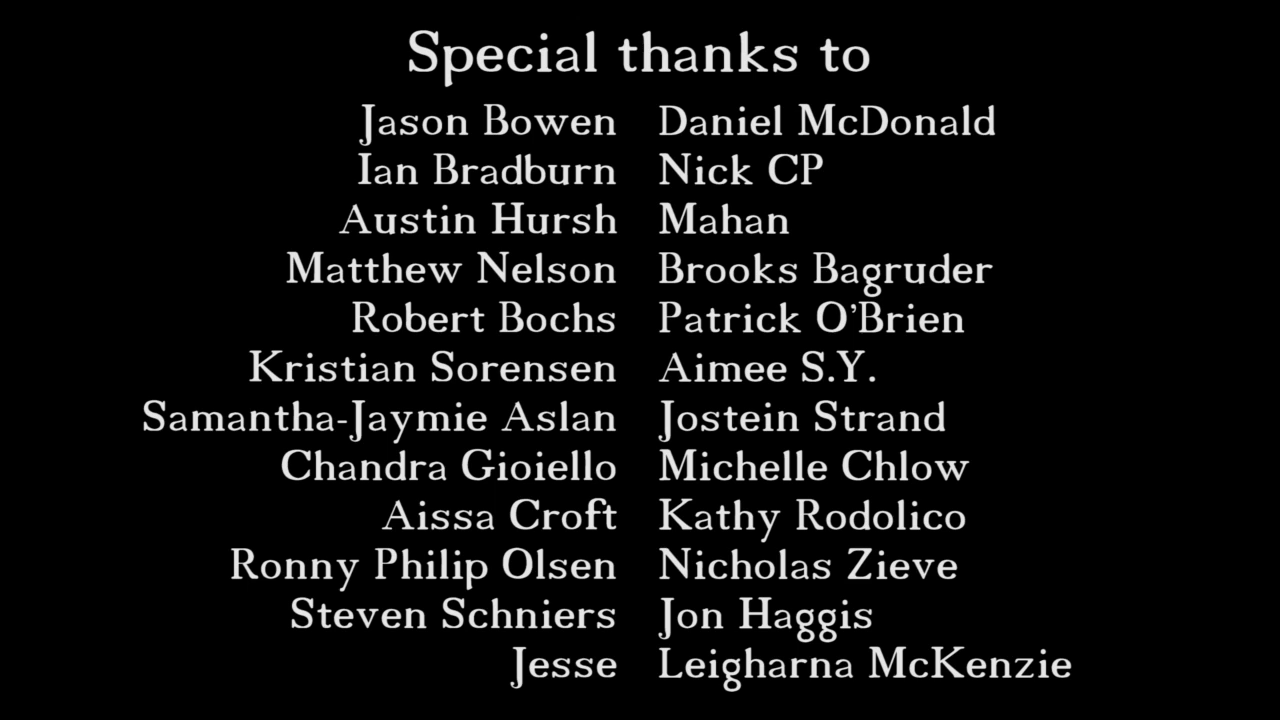 Special thanks to
Jason Bowen Daniel McDonald
Ian Bradburn Nick CP
Austin Hursh Mahan
Matthew Nelson Brooks Bagruder
Robert Bochs Patrick O'Brien
Kristian Sorensen Aimee S.Y.
Samantha-Jaymie Aslan Jostein Strand
Chandra Gioiello Michelle Chlow
Aissa Croft Kathy Rodolico
Ronny Philip Olsen Nicholas Zieve
Steven Schniers Jon Haggis
Jesse Leigharna McKenzie